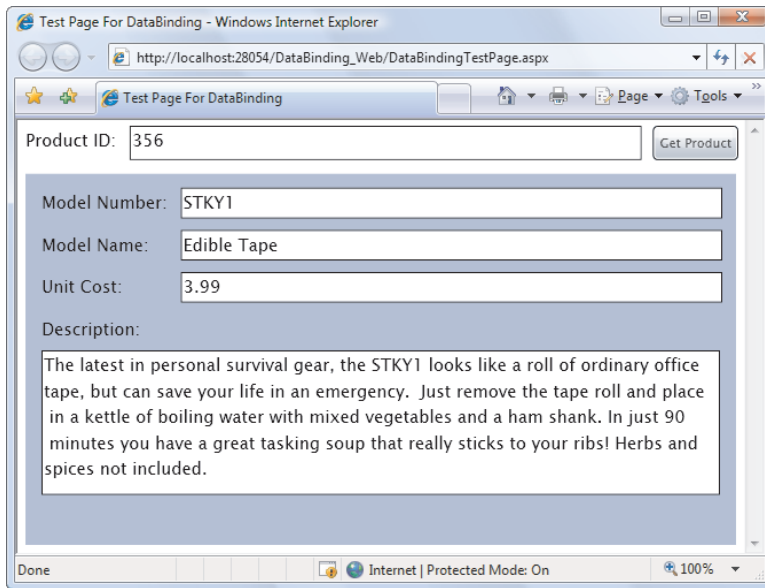 Test Page For DataBinding - Windows Internet Explorer
http://localhost:28054/DataBinding_Web/DataBindingTestPage.aspx
Test Page For DataBinding
Page
Tools
Product ID:
356
Get Product
Model Number:
STKY1
Model Name:
Edible Tape
Unit Cost:
3.99
Description:
The latest in personal survival gear, the STKY1 looks like a roll of ordinary office
tape, but can save your life in an emergency.  Just remove the tape roll and place
in a kettle of boiling water with mixed vegetables and a ham shank. In just 90
minutes you have a great tasking soup that really sticks to your ribs! Herbs and
spices not included.
Done
Internet | Protected Mode: On
100%